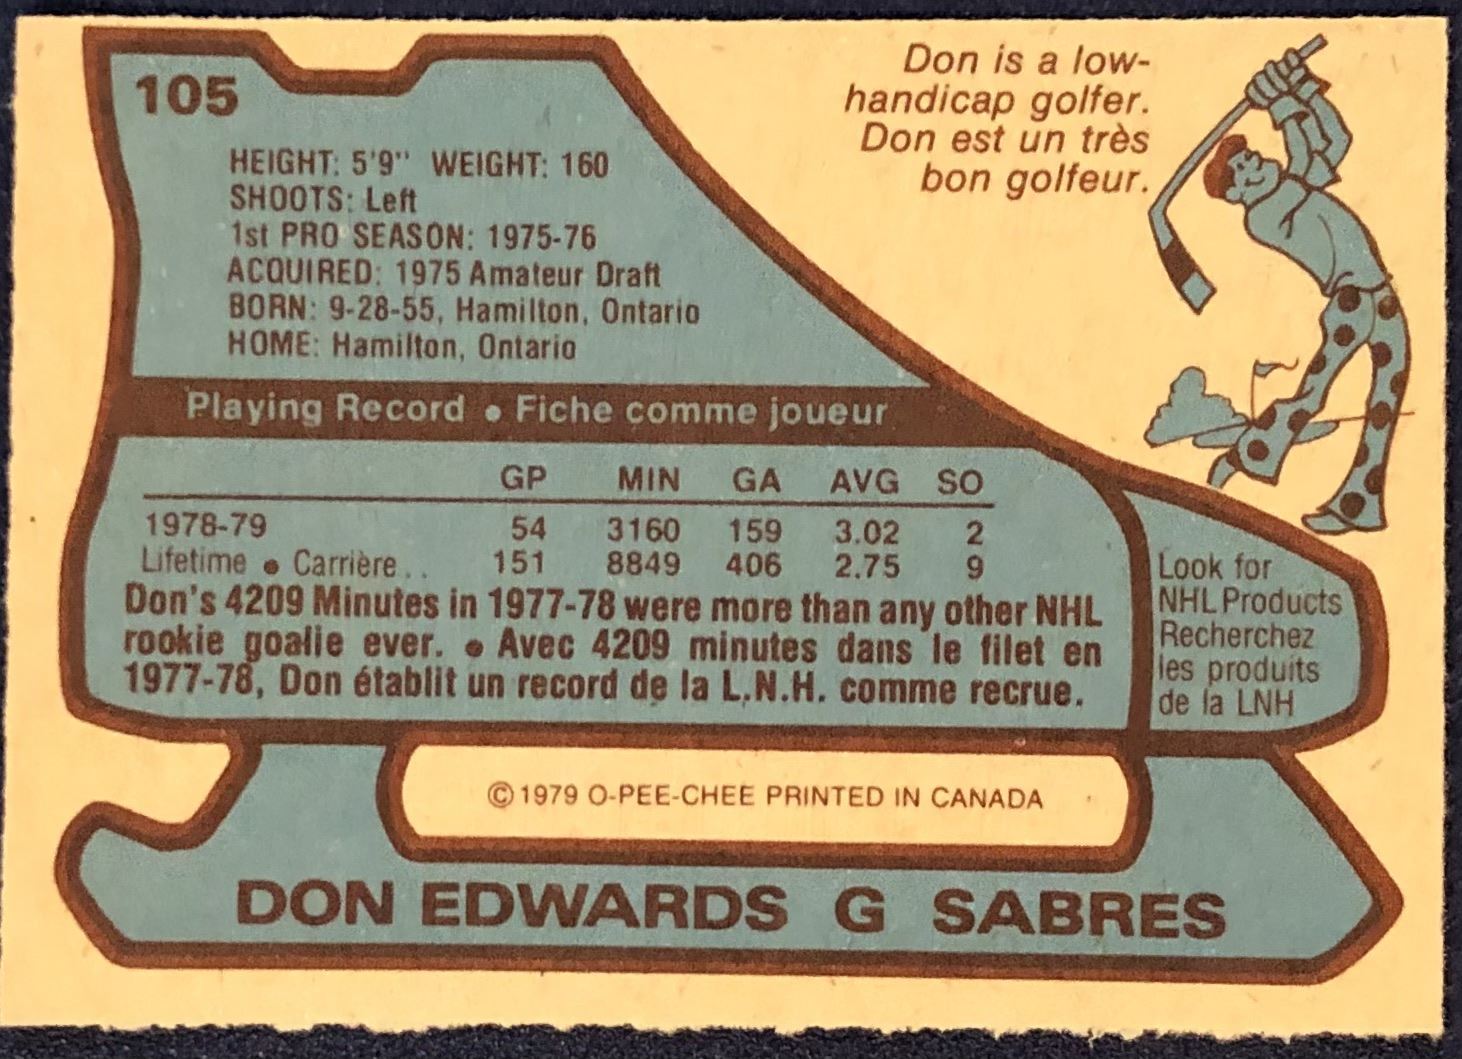 105
Don is a low-
handicap golfer.
Don est un très
bon golfeur.
HEIGHT: 5'9" WEIGHT: 160
SHOOTS: Left
1st PRO SEASON: 1975-76
ACQUIRED: 1975 Amateur Draft
BORN: 9-28-55, Hamilton, Ontario
HOME: Hamilton, Ontario
Playing Record • Fiche comme joueur
GP MIN GA AVG SO
1978-79 54 3160 159 3.02 2
Lifetime • Carrière.. 151 8849 406 2.75 9
Don's 4209 Minutes in 1977-78 were more than any other NHL
rookie goalie ever. • Avec 4209 minutes dans le filet en
1977-78, Don établit un record de la L.N.H. comme recrue.
Look for
NHL Products
Recherchez
les produits
de la LNH
© 1979 O-PEE-CHEE PRINTED IN CANADA
DON EDWARDS G SABRES